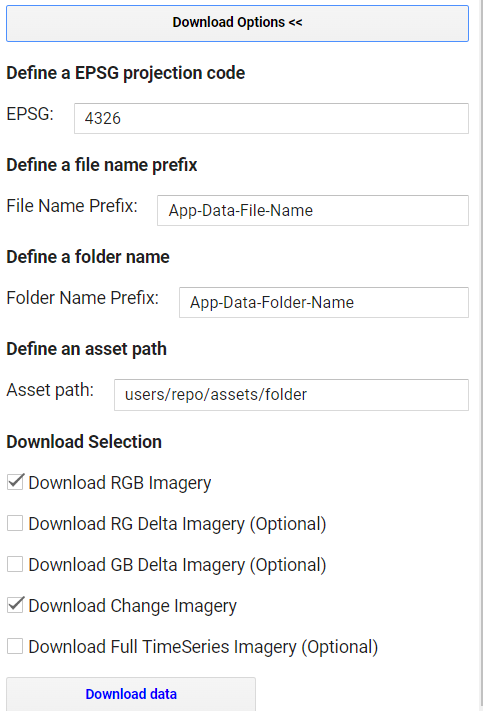 Download Options <<
Define a EPSG projection code
EPSG: 4326
Define a file name prefix
File Name Prefix: App-Data-File-Name
Define a folder name
Folder Name Prefix: App-Data-Folder-Name
Define an asset path
Asset path: users/repo/assets/folder
Download Selection
Download RGB Imagery
Download RG Delta Imagery (Optional)
Download GB Delta Imagery (Optional)
Download Change Imagery
Download Full TimeSeries Imagery (Optional)
Download data